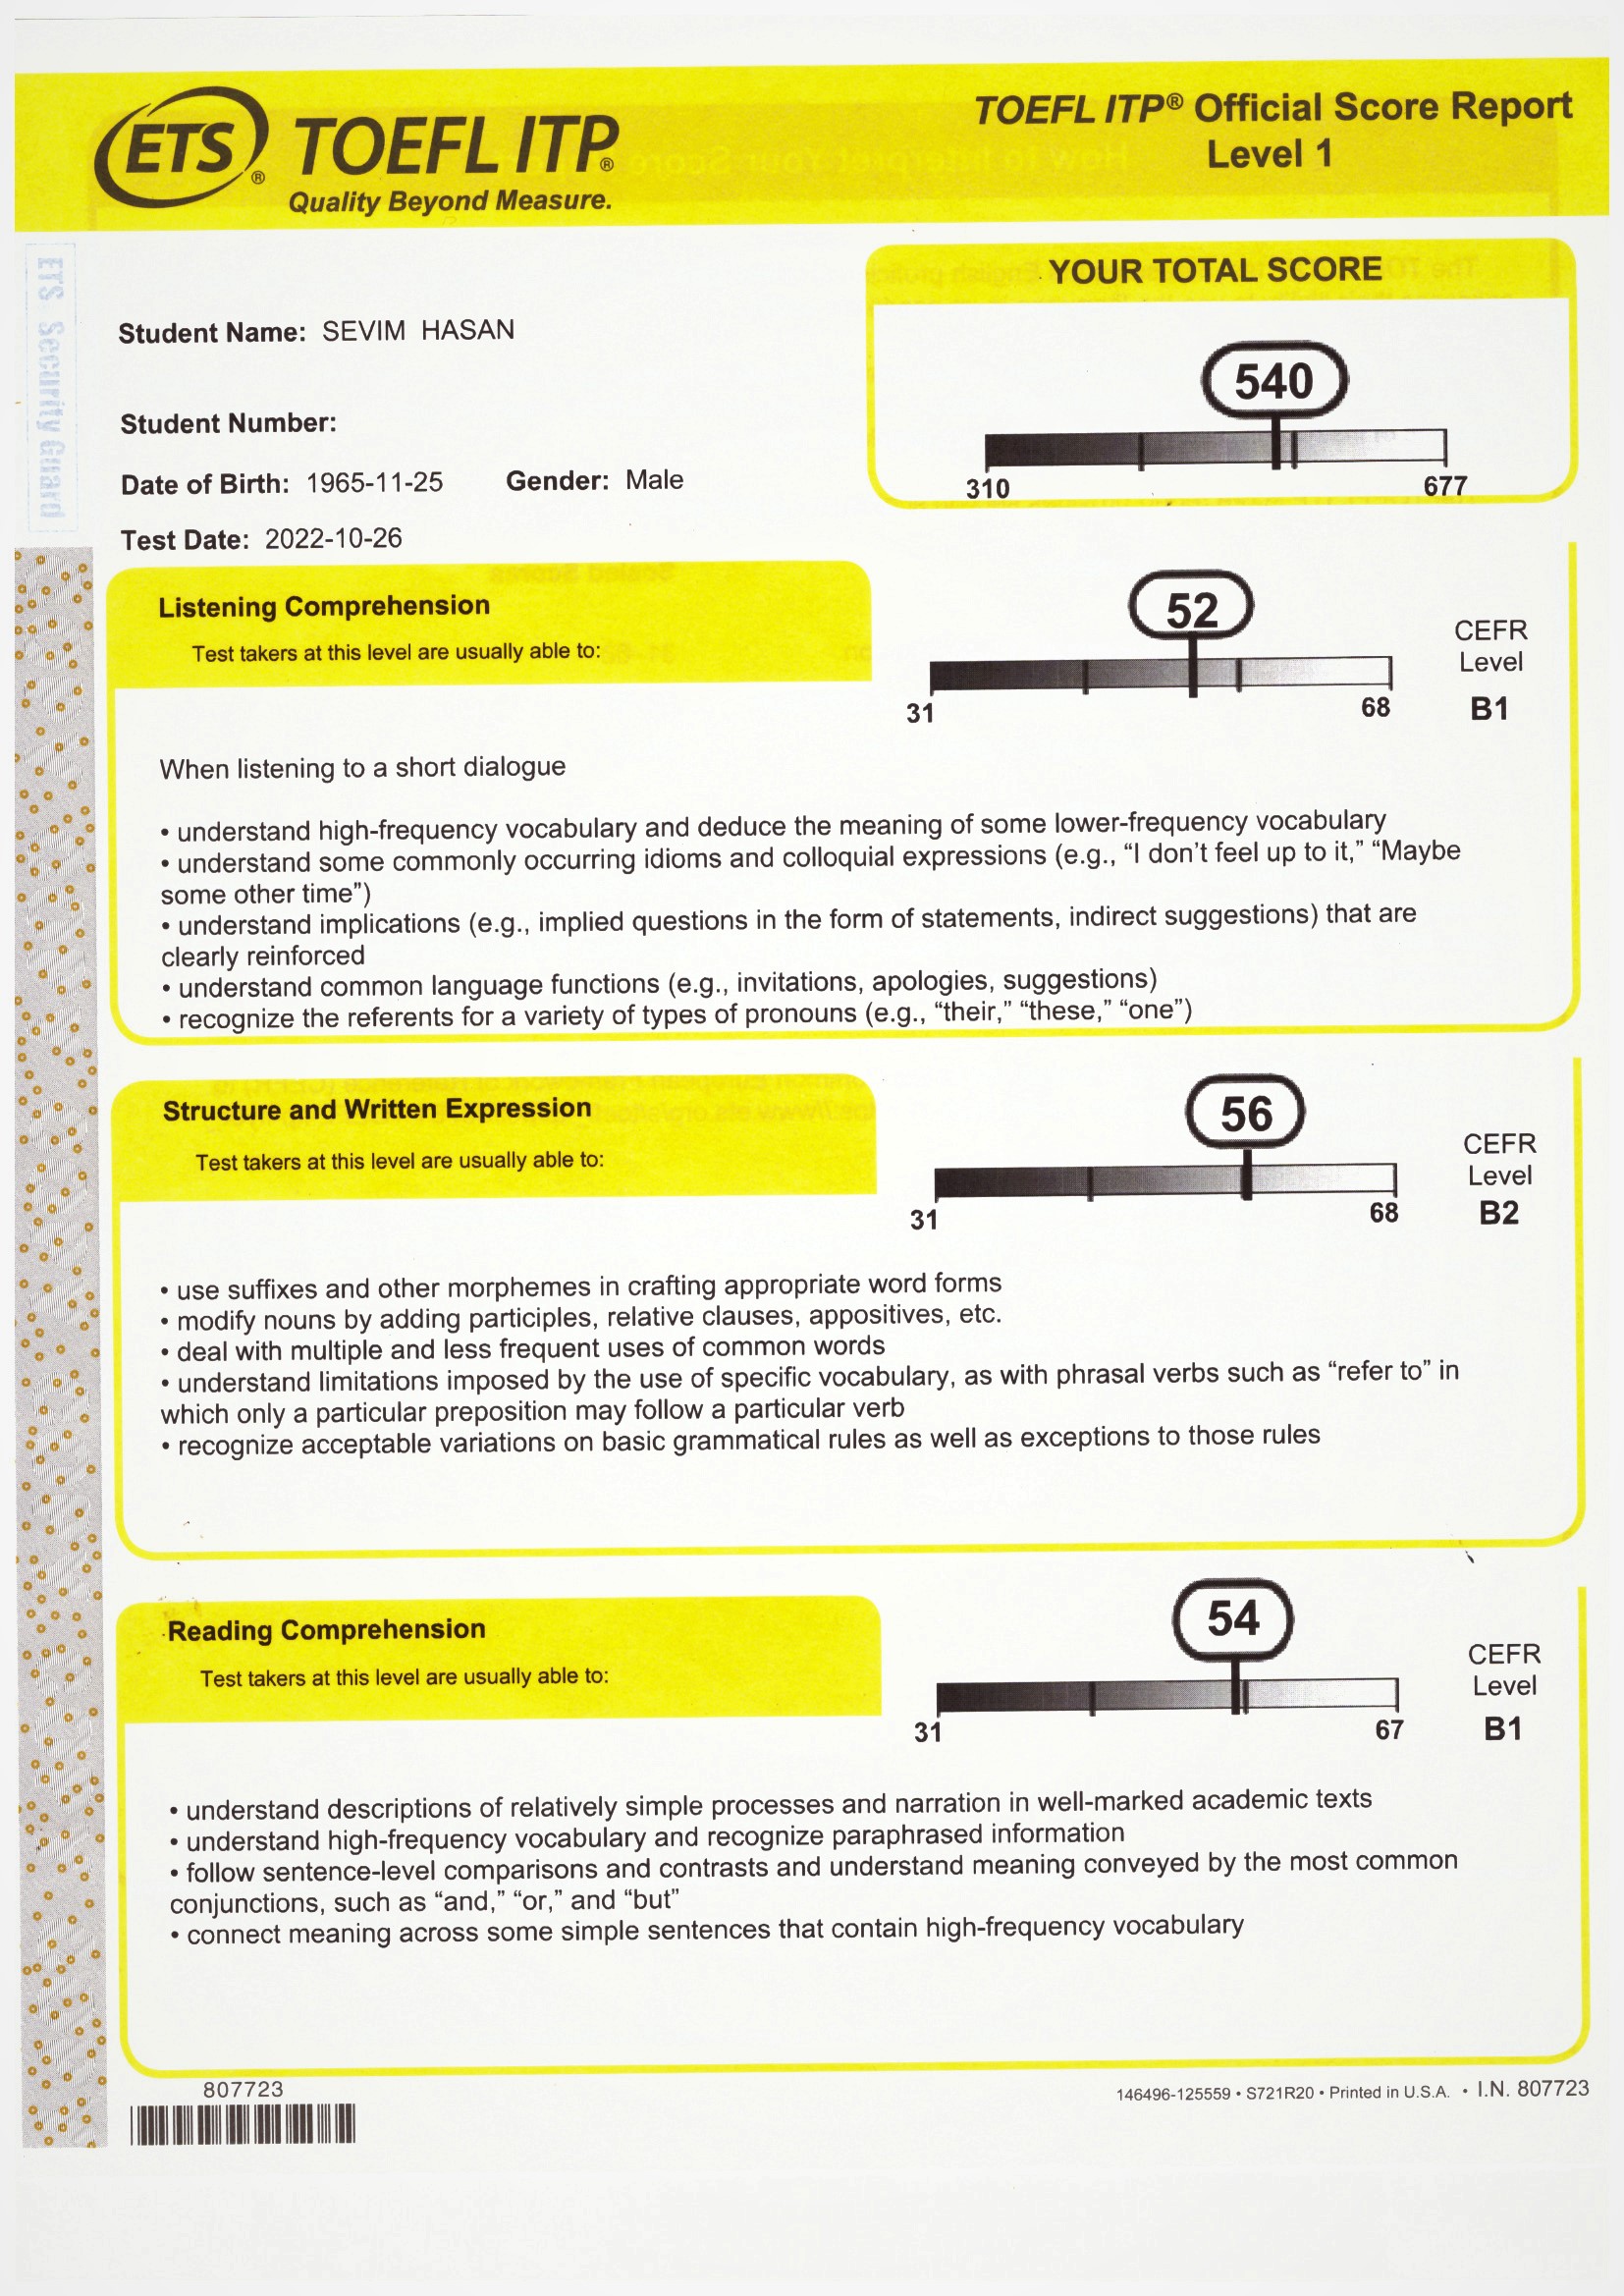 ETS® TOEFL ITP®
Quality Beyond Measure.
TOEFL ITP® Official Score Report
Level 1
ETS Security Guard
Student Name: SEVIM HASAN
Student Number:
Date of Birth: 1965-11-25 Gender: Male
Test Date: 2022-10-26
YOUR TOTAL SCORE
540
310 677
Listening Comprehension
Test takers at this level are usually able to:
52
31 68
CEFR
Level
B1
When listening to a short dialogue
• understand high-frequency vocabulary and deduce the meaning of some lower-frequency vocabulary
• understand some commonly occurring idioms and colloquial expressions (e.g., “I don’t feel up to it,” “Maybe
some other time”)
• understand implications (e.g., implied questions in the form of statements, indirect suggestions) that are
clearly reinforced
• understand common language functions (e.g., invitations, apologies, suggestions)
• recognize the referents for a variety of types of pronouns (e.g., “their,” “these,” “one”)
Structure and Written Expression
Test takers at this level are usually able to:
56
31 68
CEFR
Level
B2
• use suffixes and other morphemes in crafting appropriate word forms
• modify nouns by adding participles, relative clauses, appositives, etc.
• deal with multiple and less frequent uses of common words
• understand limitations imposed by the use of specific vocabulary, as with phrasal verbs such as “refer to” in
which only a particular preposition may follow a particular verb
• recognize acceptable variations on basic grammatical rules as well as exceptions to those rules
Reading Comprehension
Test takers at this level are usually able to:
54
31 67
CEFR
Level
B1
• understand descriptions of relatively simple processes and narration in well-marked academic texts
• understand high-frequency vocabulary and recognize paraphrased information
• follow sentence-level comparisons and contrasts and understand meaning conveyed by the most common
conjunctions, such as “and,” “or,” and “but”
• connect meaning across some simple sentences that contain high-frequency vocabulary
807723
146496-125559 • S721R20 • Printed in U.S.A. • I.N. 807723